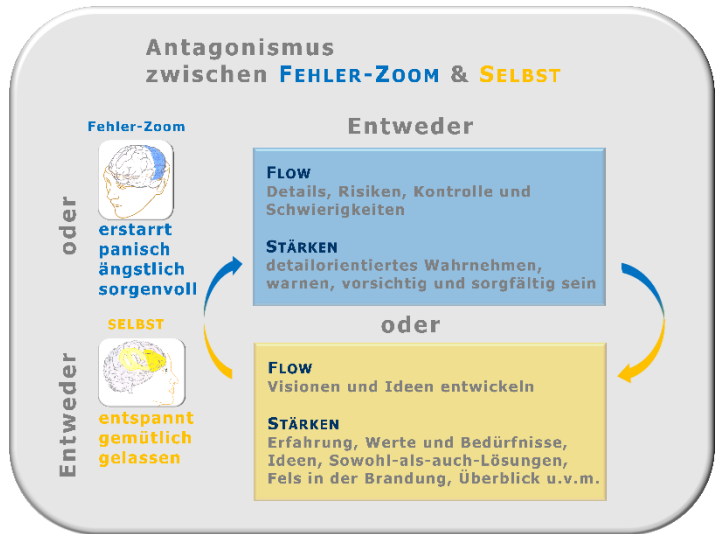 Antagonismus
zwischen FEHLER-ZOOM & SELBST
Entweder
Fehler-Zoom
oder
erstarrt
panisch
ängstlich
sorgenvoll
FLOW
Details, Risiken, Kontrolle und
Schwierigkeiten
STÄRKEN
detailorientiertes Wahrnehmen,
warnen, vorsichtig und sorgfältig sein
oder
SELBST
Entweder
entspannt
gemütlich
gelassen
FLOW
Visionen und Ideen entwickeln
STÄRKEN
Erfahrung, Werte und Bedürfnisse,
Ideen, Sowohl-als-auch-Lösungen,
Fels in der Brandung, Überblick u.v.m.